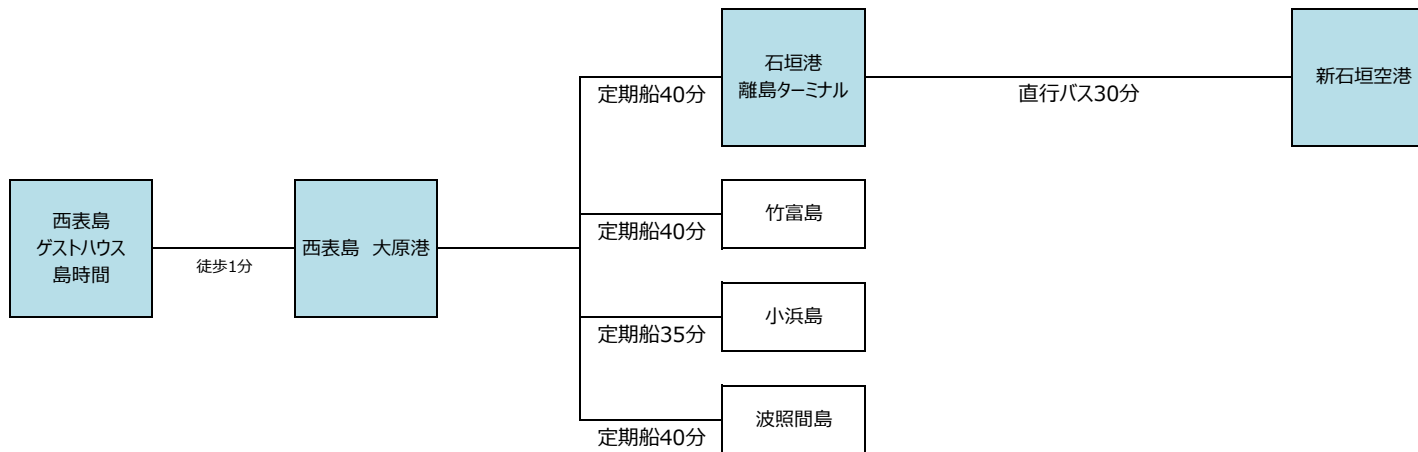 西表島
ゲストハウス
島時間
徒歩1分
西表島　大原港
定期船40分
石垣港
離島ターミナル
直行バス30分
新石垣空港
定期船40分
竹富島
定期船35分
小浜島
定期船40分
波照間島